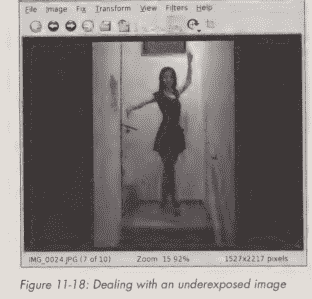 File Image Fix Transform View Filters Help
IMG_0024.JPG (7 of 10) Zoom 15.92% 1527x2217 pixels
Figure 11-18: Dealing with an underexposed image